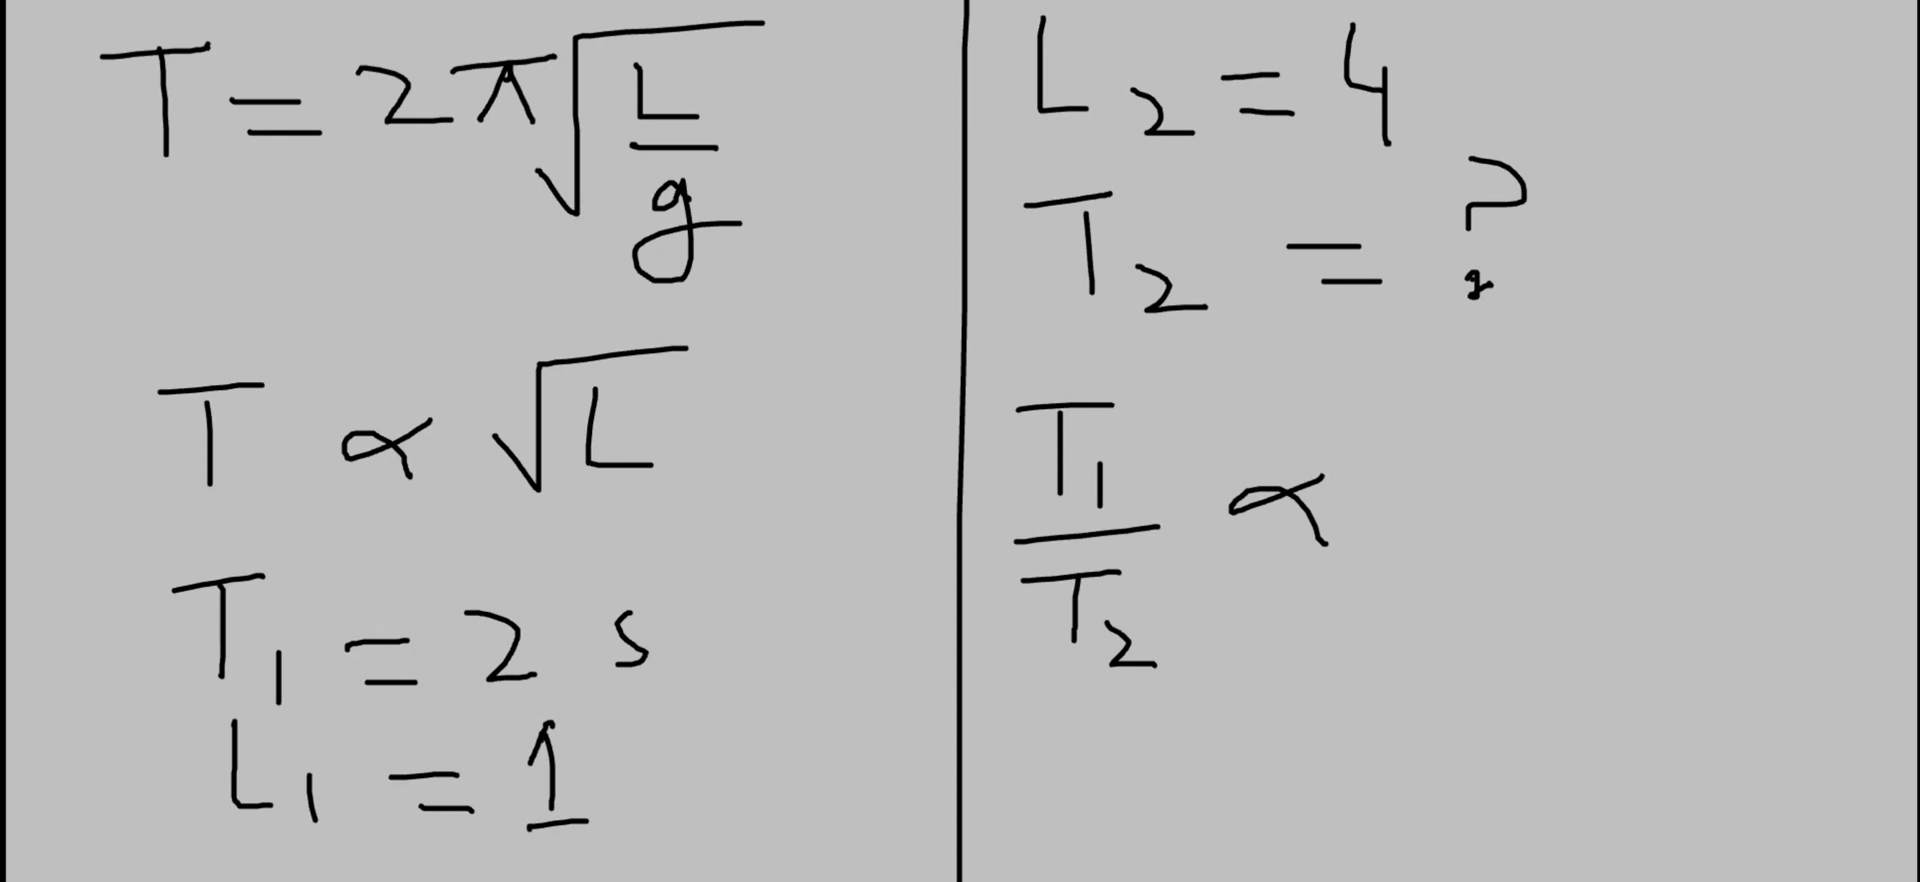 T = 2π√(L/g)
T ∝ √L
T₁ = 2 s
L₁ = 1
L₂ = 4
T₂ = ?
T₁/T₂ ∝